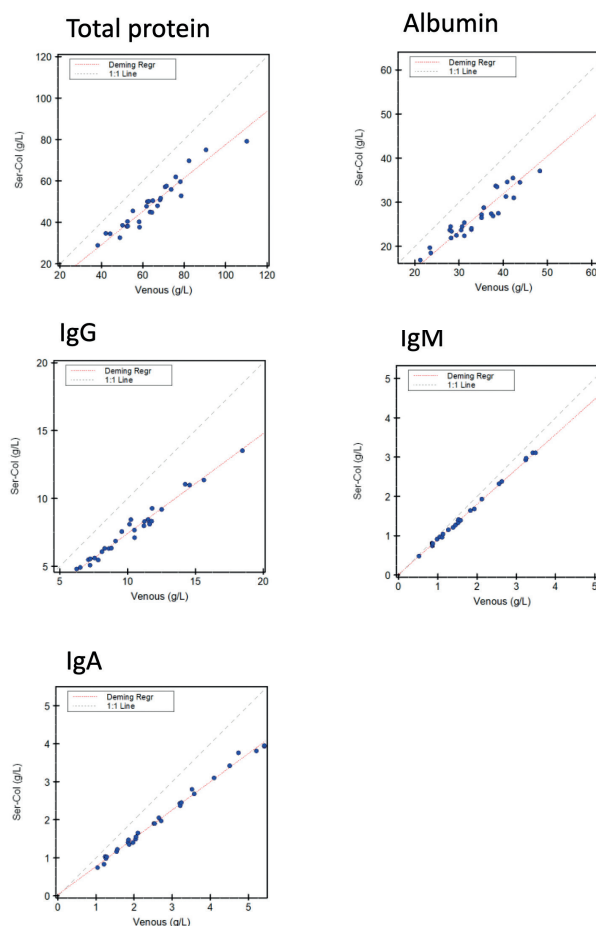 Total protein
Deming Regr
1:1 Line
120
100
80
60
40
20
Ser-Col (g/L)
20 40 60 80 100 120
Venous (g/L)
Albumin
Deming Regr
1:1 Line
60
50
40
30
20
Ser-Col (g/L)
20 30 40 50 60
Venous (g/L)
IgG
Deming Regr
1:1 Line
20
15
10
5
Ser-Col (g/L)
5 10 15 20
Venous (g/L)
IgM
Deming Regr
1:1 Line
5
4
3
2
1
0
Ser-Col (g/L)
0 1 2 3 4 5
Venous (g/L)
IgA
Deming Regr
1:1 Line
5
4
3
2
1
0
Ser-Col (g/L)
0 1 2 3 4 5
Venous (g/L)